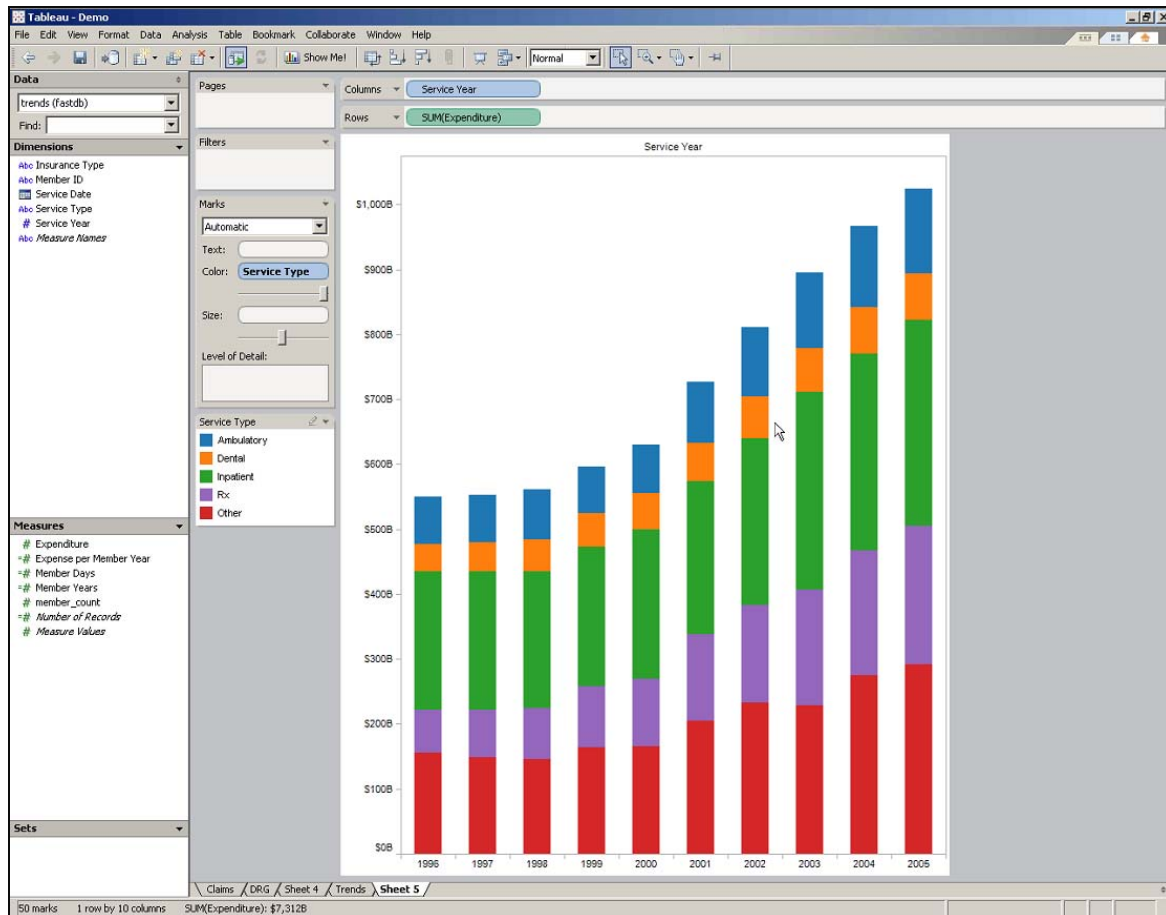 Tableau - Demo
File Edit View Format Data Analysis Table Bookmark Collaborate Window Help
Show Me!
Normal
Data
trends (fastdb)
Find:
Dimensions
Abc Insurance Type
Abc Member ID
Service Date
Abc Service Type
# Service Year
Abc Measure Names
Measures
# Expenditure
=# Expense per Member Year
=# Member Days
=# Member Years
# member_count
=# Number of Records
# Measure Values
Sets
Pages
Filters
Marks
Automatic
Text:
Color: Service Type
Size:
Level of Detail:
Service Type
Ambulatory
Dental
Inpatient
Rx
Other
Columns Service Year
Rows SUM(Expenditure)
Service Year
$1,000B
$900B
$800B
$700B
$600B
$500B
$400B
$300B
$200B
$100B
$0B
1996 1997 1998 1999 2000 2001 2002 2003 2004 2005
Claims DRG Sheet 4 Trends Sheet 5
50 marks 1 row by 10 columns SUM(Expenditure): $7,312B